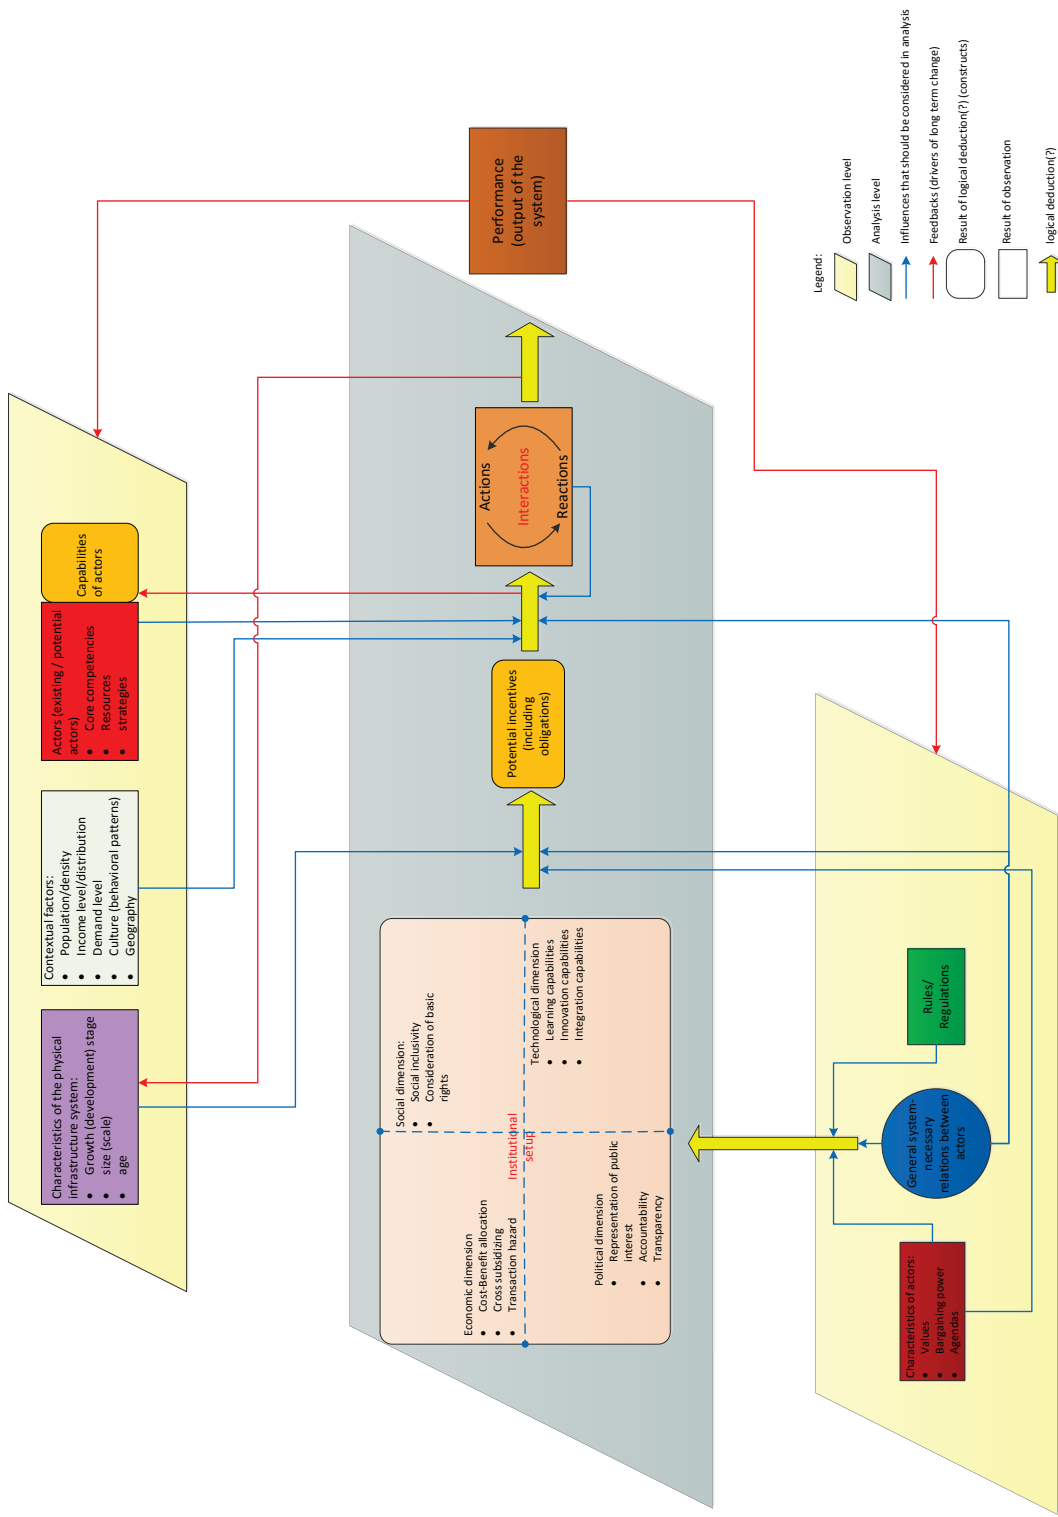 Characteristics of the physical
infrastructure system:
• Growth (development) stage
• size (scale)
• age
Contextual factors:
• Population/density
• Income level/distribution
• Demand level
• Culture (behavioral patterns)
• Geography
Actors (existing / potential
actors)
• Core competencies
• Resources
• strategies
Capabilities
of actors
Economic dimension
• Cost-Benefit allocation
• Cross subsidizing
• Transaction hazard
Social dimension:
• Social inclusivity
• Consideration of basic
rights
Institutional
setup
Political dimension
• Representation of public
interest
• Accountability
• Transparency
Technological dimension
• Learning capabilities
• Innovation capabilities
• Integration capabilities
Potential incentives
(including
obligations)
Actions
Interactions
Reactions
Performance
(output of the
system)
Characteristics of actors:
• Values
• Bargaining power
• Agendas
General system-
necessary
relations between
actors
Rules/
Regulations
Legend:
Observation level
Analysis level
Influences that should be considered in analysis
Feedbacks (drivers of long term change)
Result of logical deduction(?) (constructs)
Result of observation
logical deduction(?)